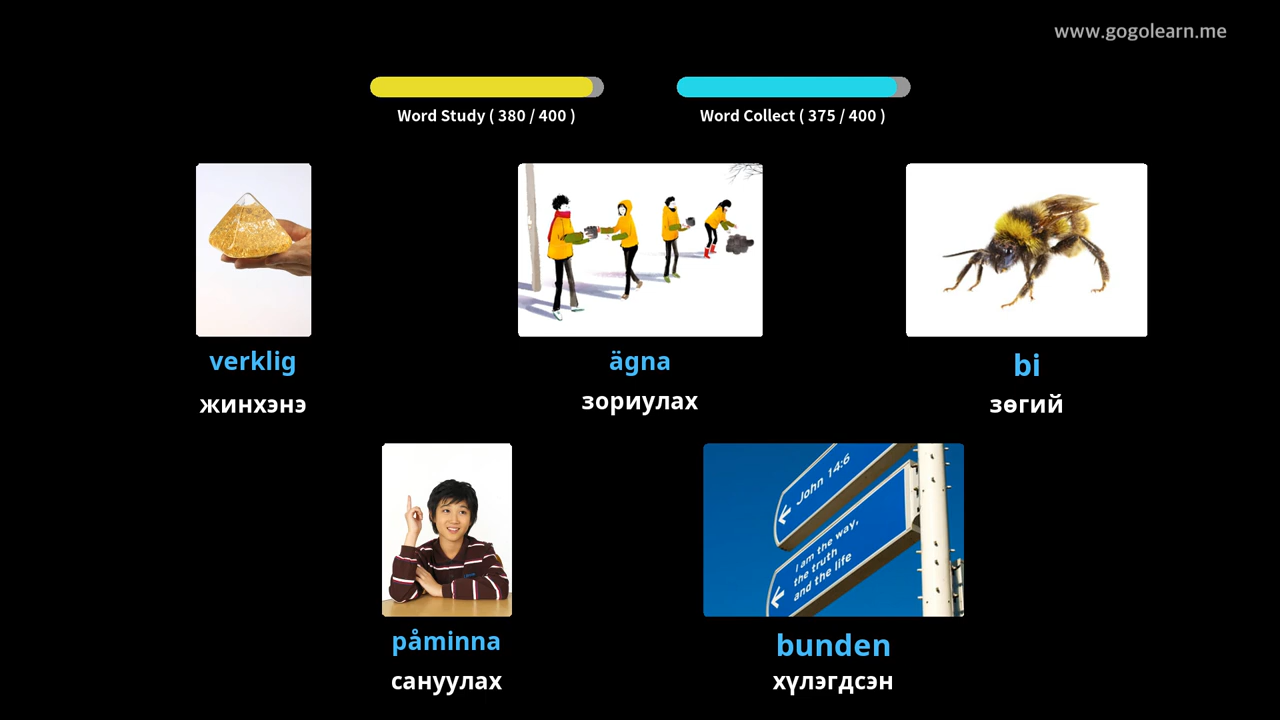 www.gogolearn.me
Word Study ( 380 / 400 )
Word Collect ( 375 / 400 )
verklig
жинхэнэ
ägna
зориулах
bi
зөгий
John 14:6
I am the way,
the truth
and the life
påminna
сануулах
bunden
хүлэгдсэн